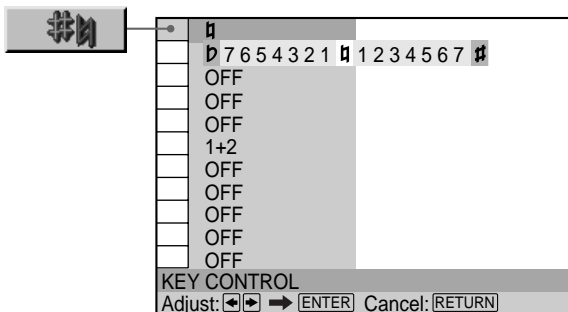 ♯♮
♮
♭ 7 6 5 4 3 2 1 ♮ 1 2 3 4 5 6 7 ♯
OFF
OFF
OFF
1+2
OFF
OFF
OFF
OFF
OFF
KEY CONTROL
Adjust: ← → ➡ ENTER Cancel: RETURN